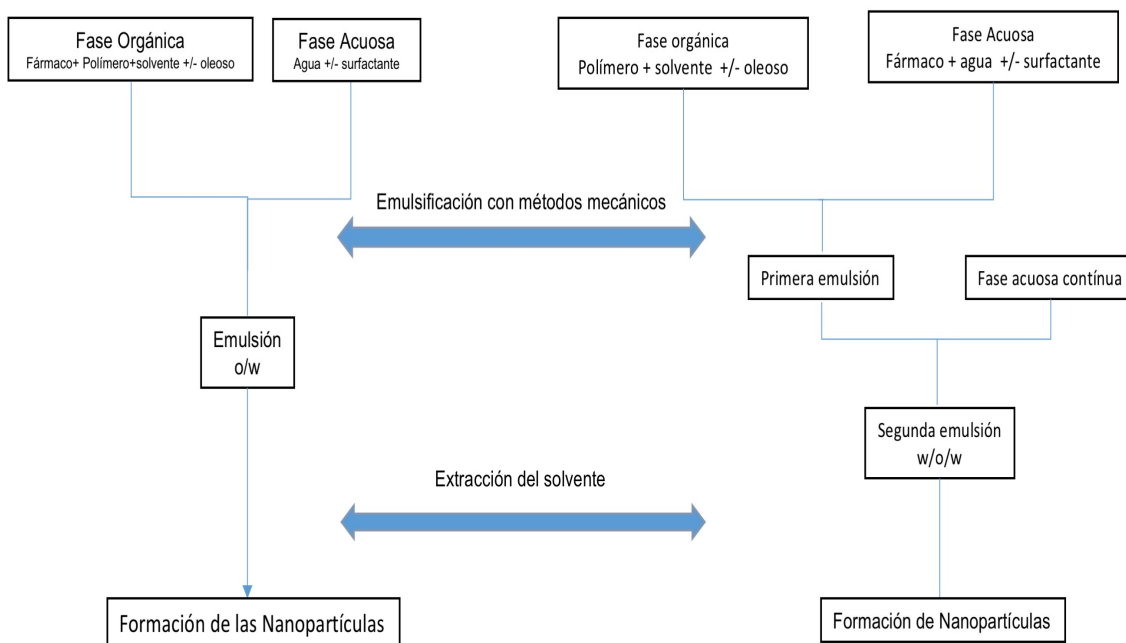 Fase Orgánica
Fármaco+ Polímero+solvente +/- oleoso
Fase Acuosa
Agua +/- surfactante
Fase orgánica
Polímero + solvente +/- oleoso
Fase Acuosa
Fármaco + agua +/- surfactante
Emulsificación con métodos mecánicos
Primera emulsión
Fase acuosa contínua
Emulsión
o/w
Segunda emulsión
w/o/w
Extracción del solvente
Formación de las Nanopartículas
Formación de Nanopartículas